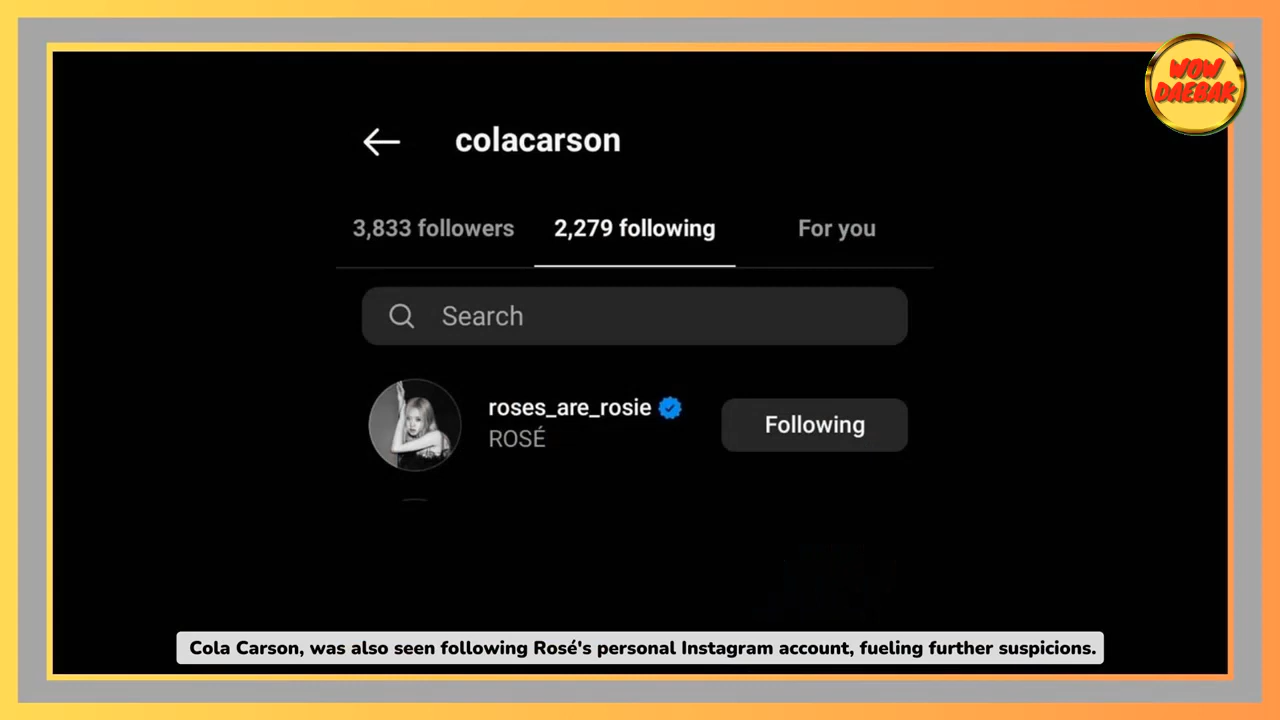 WOW
DAEBAK
colacarson
3,833 followers 2,279 following For you
Search
roses_are_rosie
ROSÉ
Following
Cola Carson, was also seen following Rosé's personal Instagram account, fueling further suspicions.